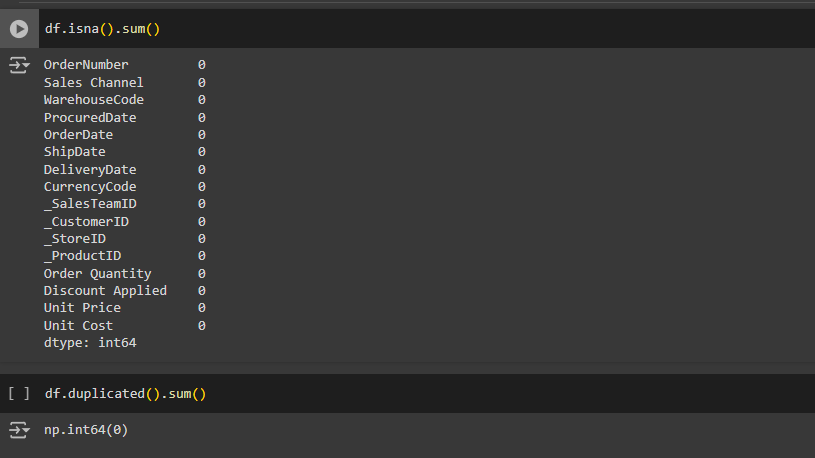 df.isna().sum()
OrderNumber 0
Sales Channel 0
WarehouseCode 0
ProcuredDate 0
OrderDate 0
ShipDate 0
DeliveryDate 0
CurrencyCode 0
_SalesTeamID 0
_CustomerID 0
_StoreID 0
_ProductID 0
Order Quantity 0
Discount Applied 0
Unit Price 0
Unit Cost 0
dtype: int64
[ ] df.duplicated().sum()
np.int64(0)